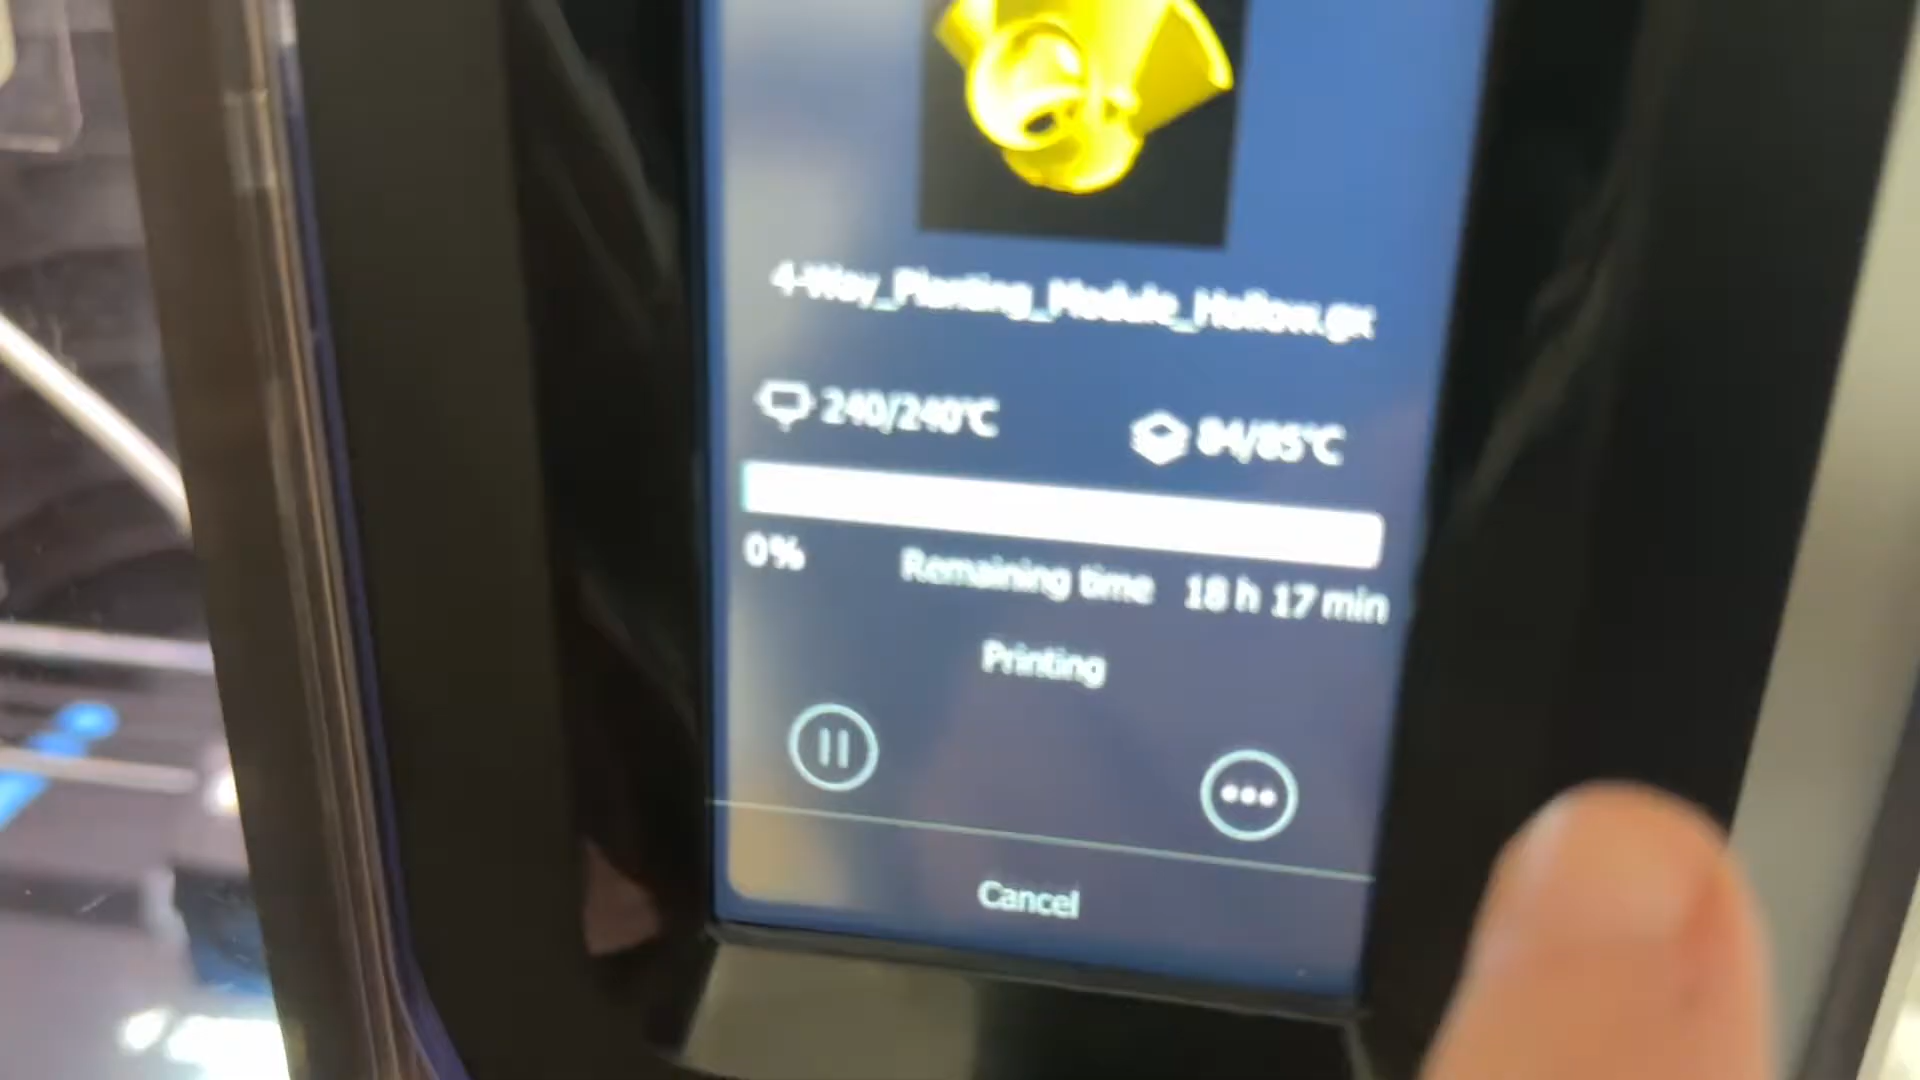 4-Way_Planting_Module_Hollow.gx
240/240°C
84/85°C
0%
Remaining time 18 h 17 min
Printing
Cancel